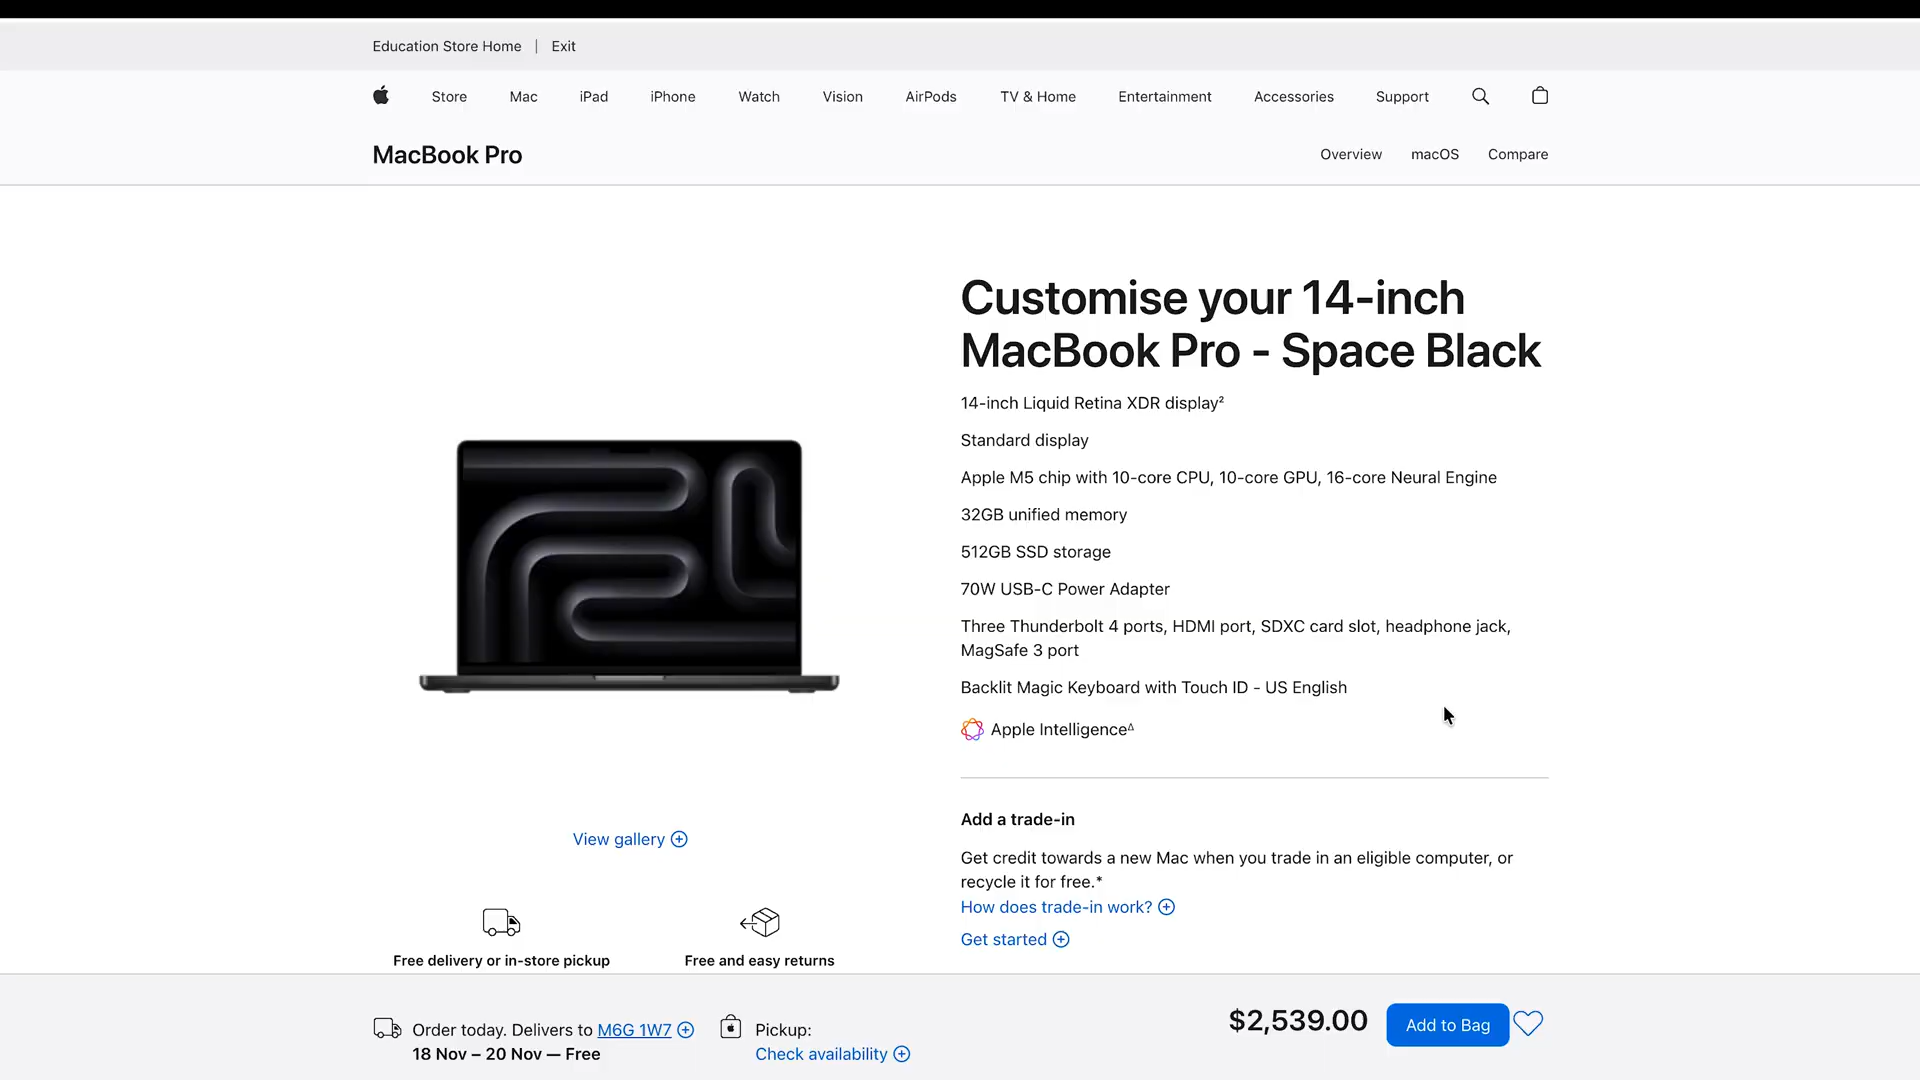 Education Store Home | Exit
Store Mac iPad iPhone Watch Vision AirPods TV & Home Entertainment Accessories Support
MacBook Pro
Overview macOS Compare
Customise your 14-inch
MacBook Pro - Space Black
14-inch Liquid Retina XDR display²
Standard display
Apple M5 chip with 10-core CPU, 10-core GPU, 16-core Neural Engine
32GB unified memory
512GB SSD storage
70W USB-C Power Adapter
Three Thunderbolt 4 ports, HDMI port, SDXC card slot, headphone jack,
MagSafe 3 port
Backlit Magic Keyboard with Touch ID - US English
Apple Intelligence∆
Add a trade-in
Get credit towards a new Mac when you trade in an eligible computer, or
recycle it for free.*
How does trade-in work?
Get started
View gallery
Free delivery or in-store pickup
Free and easy returns
Order today. Delivers to M6G 1W7
18 Nov – 20 Nov — Free
Pickup:
Check availability
$2,539.00
Add to Bag